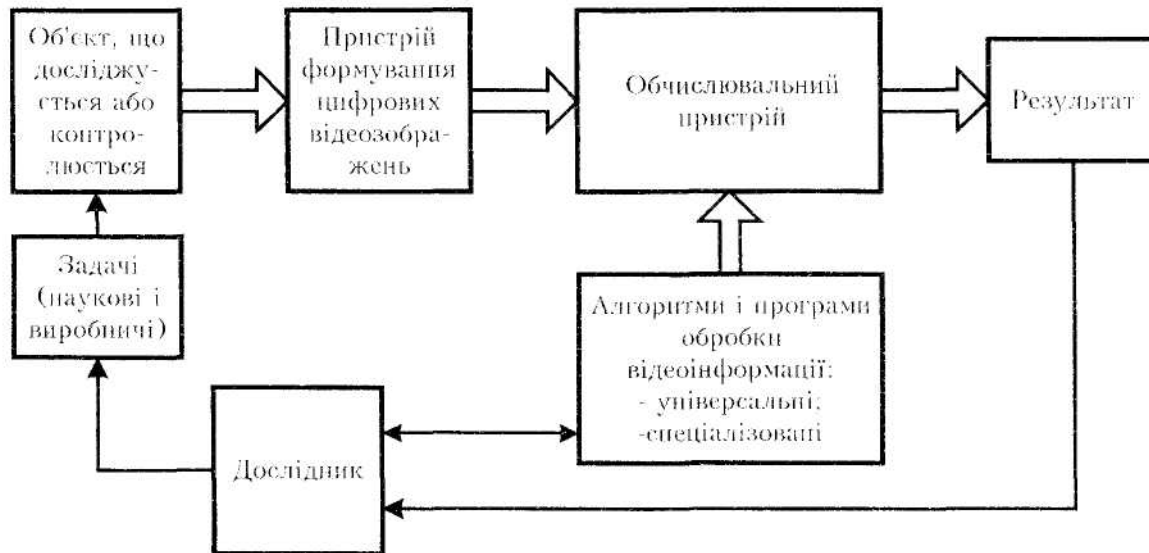 Об'єкт, що
досліджу-
ється або
контро-
люється
Пристрій
формування
цифрових
відеозобра-
жень
Обчислювальний
пристрій
Результат
Задачі
(наукові і
виробничі)
Алгоритми і програми
обробки
відеоінформації:
- універсальні;
-спеціалізовані
Дослідник